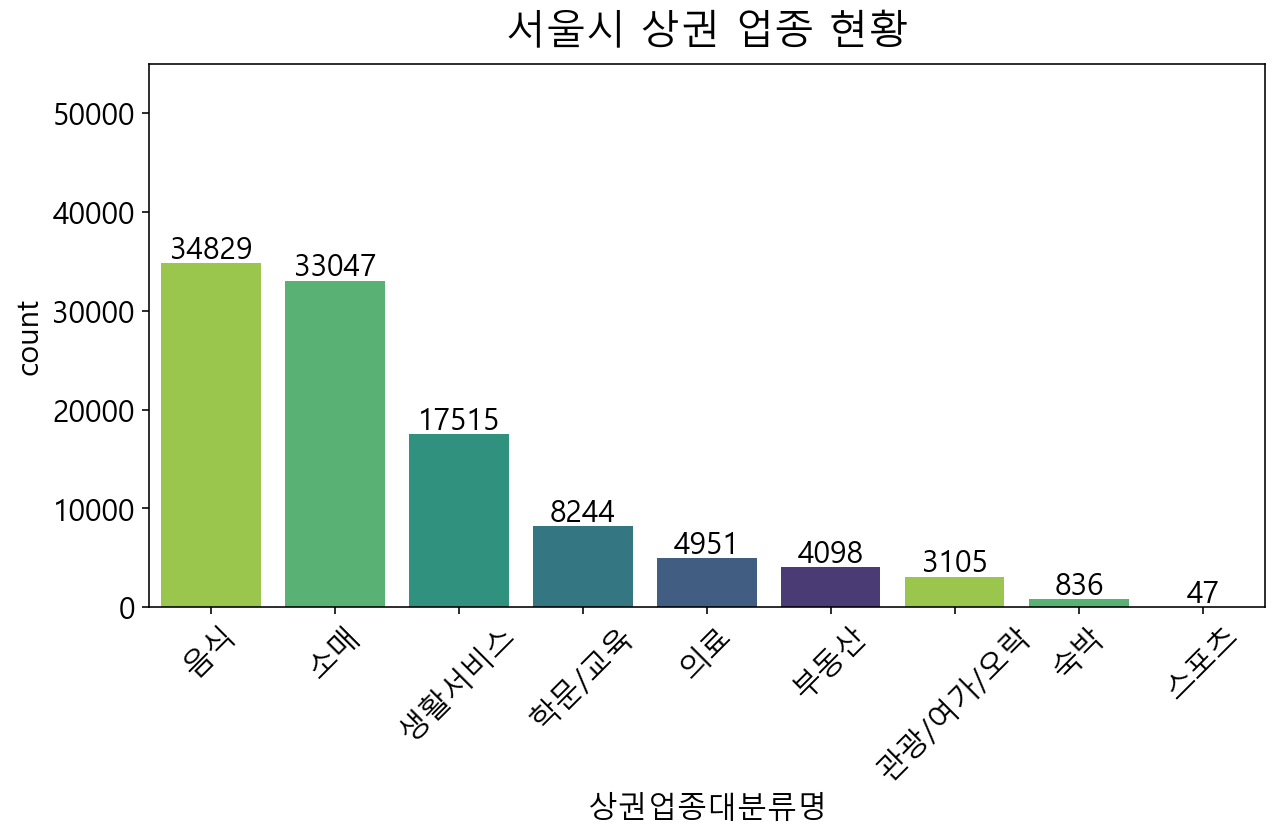 서울시 상권 업종 현황
count
50000
40000
30000
20000
10000
0
34829
33047
17515
8244
4951
4098
3105
836
47
음식
소매
생활서비스
학문/교육
의료
부동산
관광/여가/오락
숙박
스포츠
상권업종대분류명